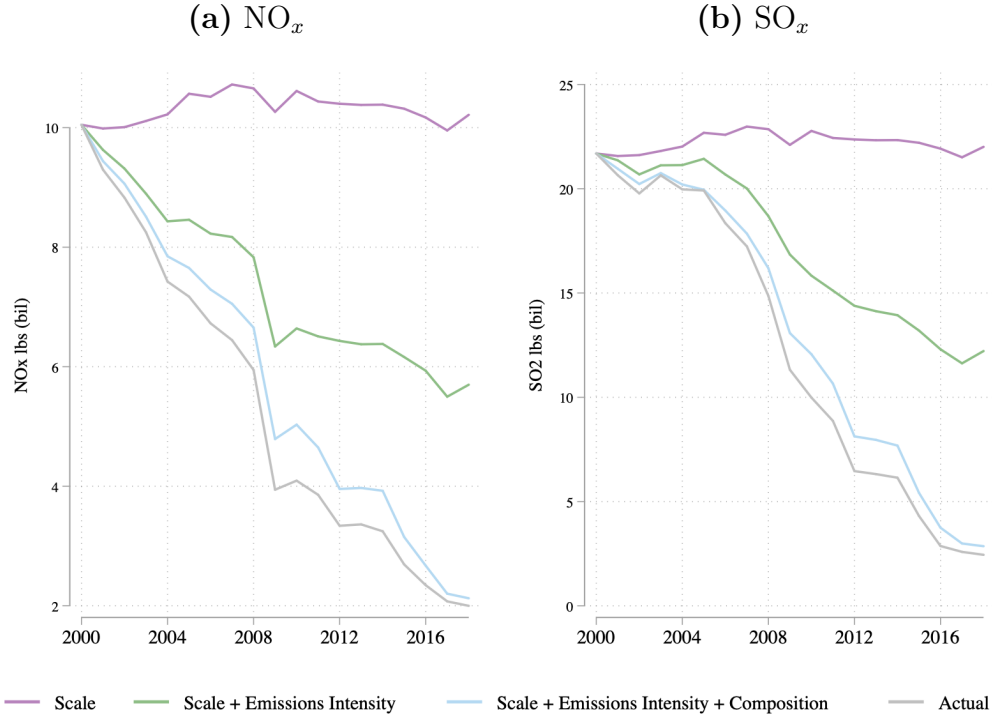 (a) NOx
(b) SOx
NOx lbs (bil)
10
8
6
4
2
2000 2004 2008 2012 2016
SO2 lbs (bil)
25
20
15
10
5
0
2000 2004 2008 2012 2016
Scale
Scale + Emissions Intensity
Scale + Emissions Intensity + Composition
Actual